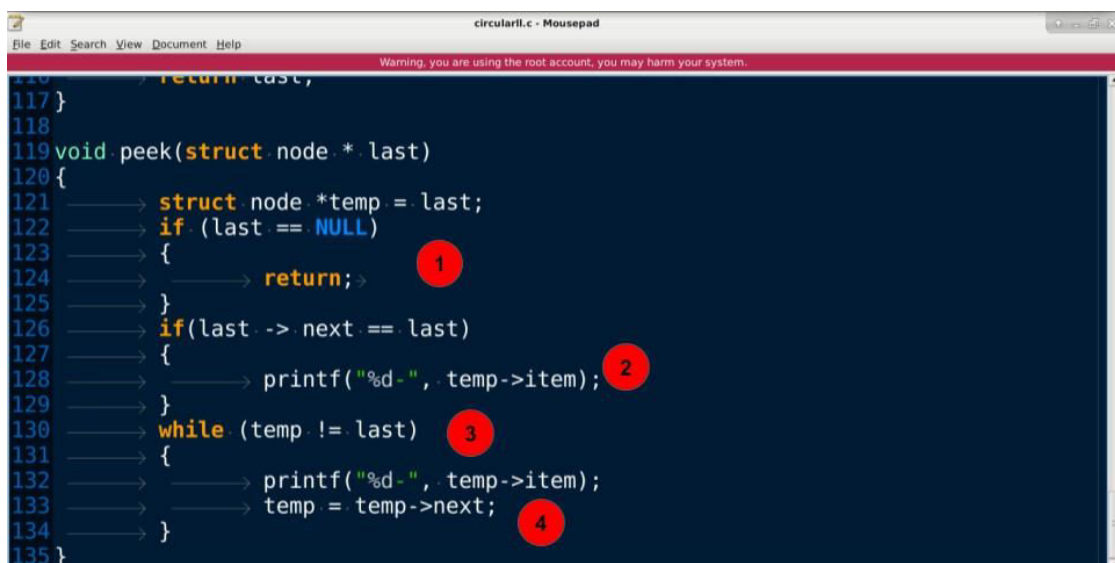 circularll.c - Mousepad
File Edit Search View Document Help
Warning, you are using the root account, you may harm your system.
116 return last;
117 }
118
119 void peek(struct node * last)
120 {
121 struct node *temp = last;
122 if (last == NULL)
123 {
1
124 return;
125 }
126 if(last -> next == last)
127 {
2
128 printf("%d-", temp->item);
129 }
130 while (temp != last)
3
131 {
132 printf("%d-", temp->item);
133 temp = temp->next;
4
134 }
135 }